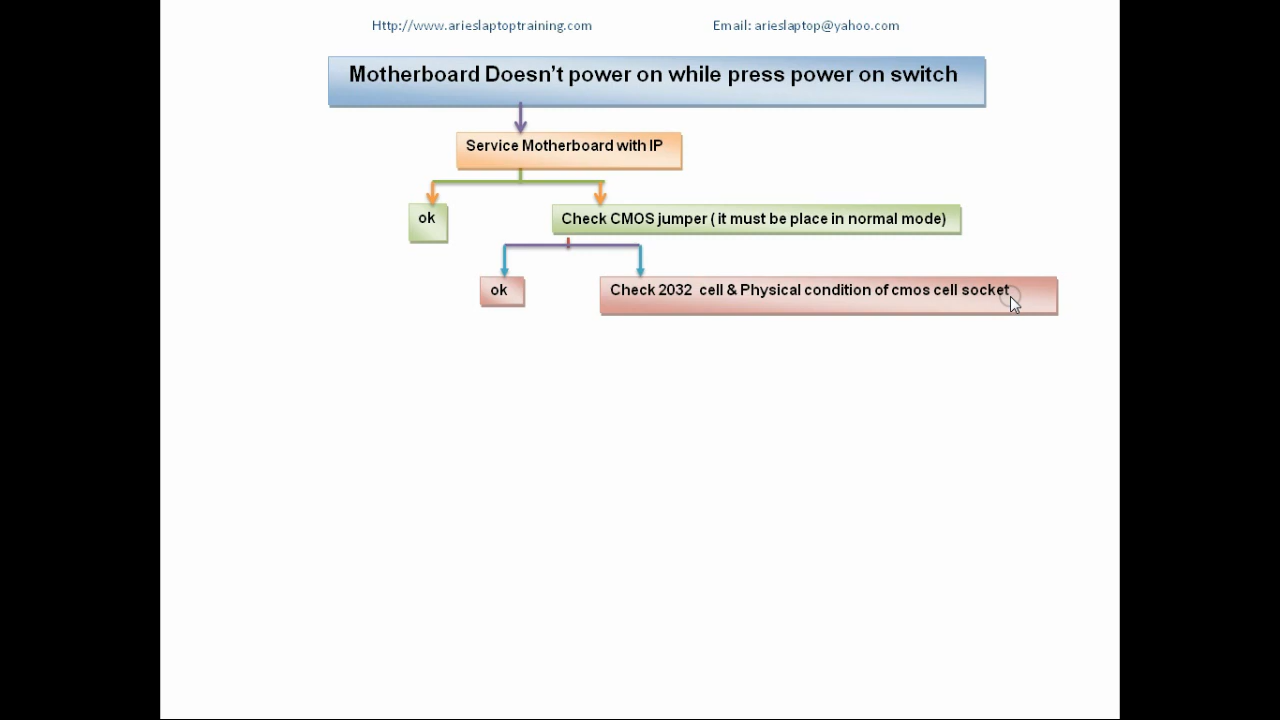 Http://www.arieslaptoptraining.com Email: arieslaptop@yahoo.com
Motherboard Doesn’t power on while press power on switch
Service Motherboard with IP
ok Check CMOS jumper ( it must be place in normal mode)
ok Check 2032 cell & Physical condition of cmos cell socket